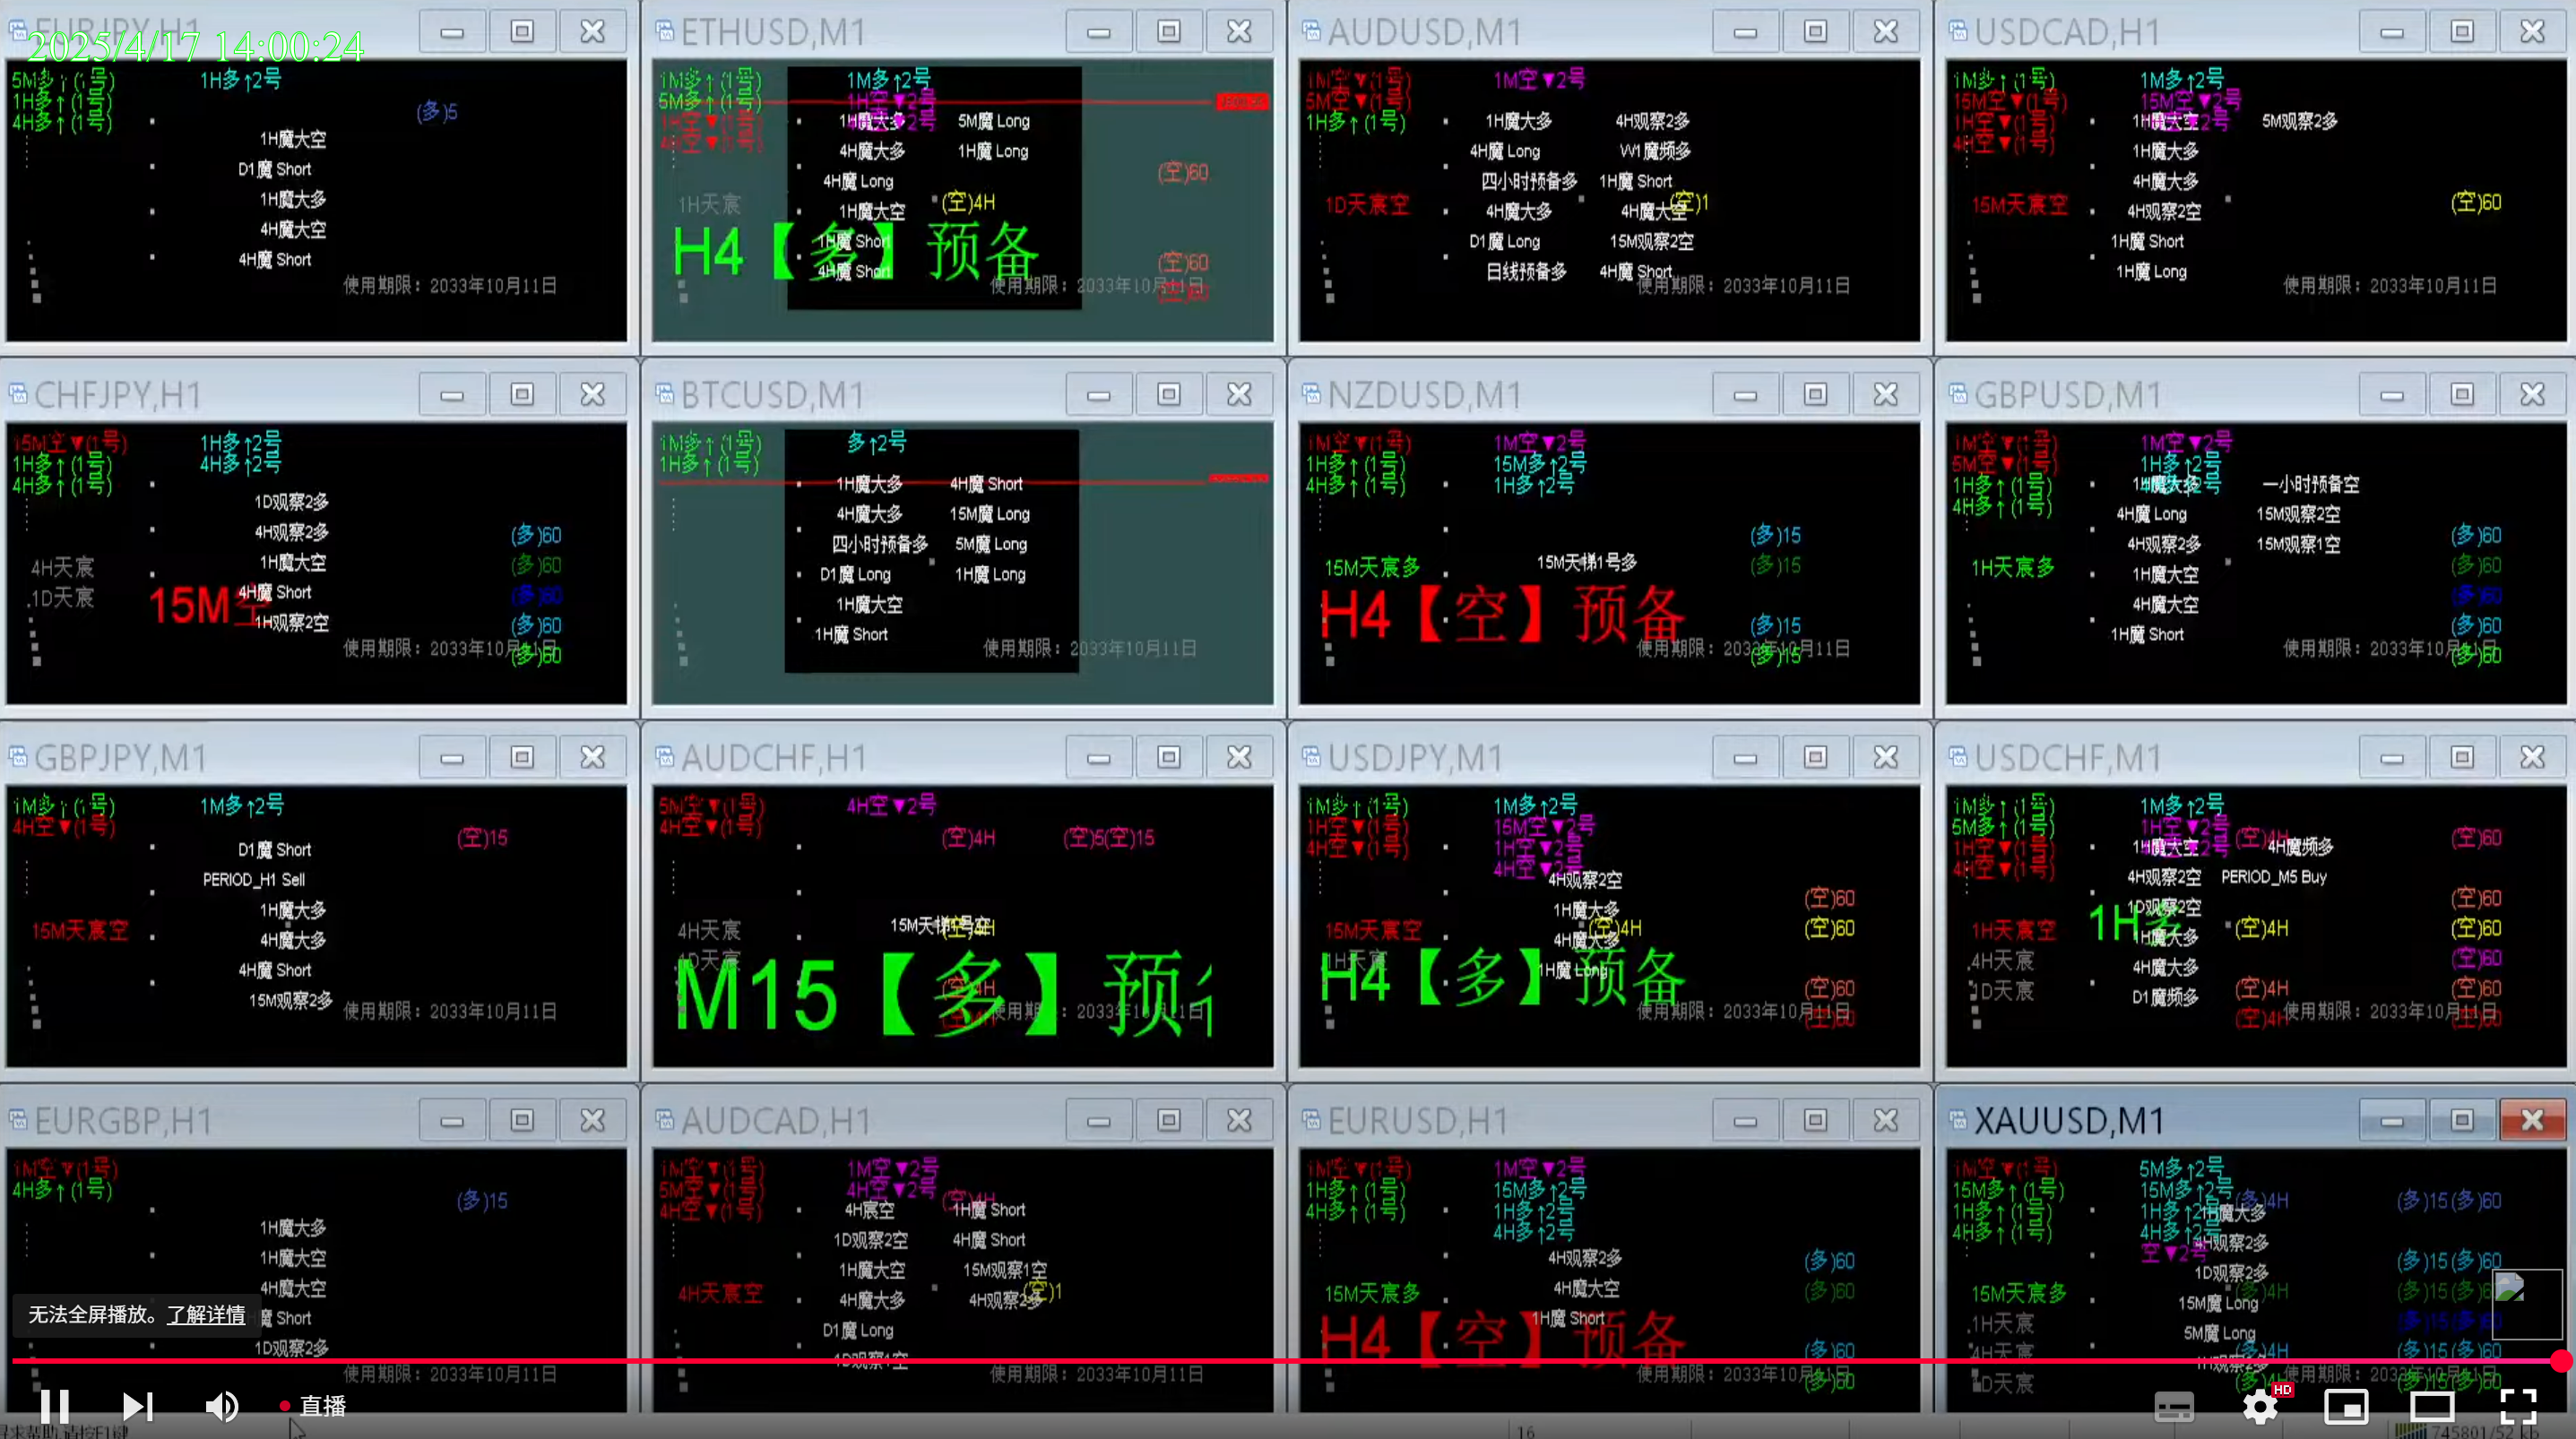 EURJPY,H1
2025/4/17 14:00:24
5M多↑(1号) 1H多↑2号
1H多↑(1号) (多)5
4H多↑(1号)
1H魔大空
D1魔 Short
1H魔大多
4H魔大空
4H魔 Short
使用期限：2033年10月11日
ETHUSD,M1
1M多↑(1号) 1M多↑2号
5M多↑(1号) 1H空▼2号
1H空▼(1号) 1H魔大多 5M魔 Long
4H空▼(1号) 4H魔大多 1H魔 Long
(空)60
4H魔 Long
1H天宸 1H魔大空 (空)4H
H4【多】预备
1H魔 Short
(空)60
4H魔 Short
使用期限：2033年10月11日
(空)60
AUDUSD,M1
1M空▼(1号) 1M空▼2号
5M空▼(1号)
1H多↑(1号) 1H魔大多 4H观察2多
4H魔 Long W1魔频多
四小时预备多 1H魔 Short
1D天宸空 4H魔大多 4H魔大空 (空)1
D1魔 Long 15M观察2空
日线预备多 4H魔 Short
使用期限：2033年10月11日
USDCAD,H1
1M多↑(1号) 1M多↑2号
15M空▼(1号) 15M空▼2号
1H空▼(1号) 1H魔大空 5M观察2多
4H空▼(1号) 1H魔大多
4H魔大多
15M天宸空 4H观察2空 (空)60
1H魔 Short
1H魔 Long
使用期限：2033年10月11日
CHFJPY,H1
15M空▼(1号) 1H多↑2号
1H多↑(1号) 4H多↑2号
4H多↑(1号)
1D观察2多
4H观察2多 (多)60
4H天宸 1H魔大空 (多)60
1D天宸 4H魔 Short (多)60
15M空
1H观察2空 (多)60
使用期限：2033年10月11日
(多)60
BTCUSD,M1
1M多↑(1号) 多↑2号
1H多↑(1号)
1H魔大多 4H魔 Short
4H魔大多 15M魔 Long
四小时预备多 5M魔 Long
D1魔 Long 1H魔 Long
1H魔大空
1H魔 Short
使用期限：2033年10月11日
NZDUSD,M1
1M空▼(1号) 1M空▼2号
1H多↑(1号) 15M多↑2号
4H多↑(1号) 1H多↑2号
(多)15
15M天宸多 15M天梯1号多 (多)15
H4【空】预备
(多)15
使用期限：2033年10月11日
(多)15
GBPUSD,M1
1M空▼(1号) 1M空▼2号
5M空▼(1号) 1H多↑2号
1H多↑(1号) 1H魔大多 一小时预备空
4H多↑(1号) 4H魔 Long 15M观察2空
4H观察2多 15M观察1空 (多)60
1H天宸多 1H魔大空 (多)60
4H魔大空 (多)60
1H魔 Short (多)60
使用期限：2033年10月11日
(多)60
GBPJPY,M1
1M多↑(1号) 1M多↑2号
4H空▼(1号) (空)15
D1魔 Short
PERIOD_H1 Sell
1H魔大多
15M天宸空 4H魔大多
4H魔 Short
15M观察2多
使用期限：2033年10月11日
AUDCHF,H1
5M空▼(1号) 4H空▼2号
4H空▼(1号) (空)4H (空)5(空)15
4H天宸
1D天宸
M15【多】预
(空)4H
使用期限：2033年10月11日
USDJPY,M1
1M多↑(1号) 1M多↑2号
1H空▼(1号) 15M空▼2号
4H空▼(1号) 1H空▼2号
4H空▼2号
4H观察2空
1H魔大多 (空)60
15M天宸空 (空)4H (空)60
1H天宸 4H魔大多
H4【多】预备
1H魔 Long (空)60
使用期限：2033年10月11日
(空)60
USDCHF,M1
1M多↑(1号) 1M多↑2号
5M多↑(1号) 1H空▼2号
(空)4H (空)60
1H空▼(1号) 1H魔大空 4H魔频多
4H空▼(1号) 4H观察2空 PERIOD_M5 Buy
1D观察2空 (空)60
1H多
1H天宸空 1H魔大多 (空)4H (空)60
4H天宸 4H魔大多 (空)60
1D天宸 D1魔频多 (空)4H (空)60
(空)4H
使用期限：2033年10月11日
(空)60
EURGBP,H1
1M空▼(1号)
4H多↑(1号) (多)15
1H魔大多
1H魔大空
4H魔大空
无法全屏播放。了解详情
魔 Short
1D观察2多
使用期限：2033年10月11日
AUDCAD,H1
1M空▼(1号) 1M空▼2号
5M空▼(1号) 4H空▼2号
4H空▼(1号) 4H宸空 1H魔 Short
1D观察2空 4H魔 Short
1H魔大空 15M观察1空
4H天宸空 4H魔大多 4H观察2多 (空)1
D1魔 Long
1D观察1空
使用期限：2033年10月11日
EURUSD,H1
1M空▼(1号) 1M空▼2号
1H多↑(1号) 15M多↑2号
4H多↑(1号) 1H多↑2号
4H多↑2号
4H观察2多 (多)60
15M天宸多 4H魔大空 (多)60
1H魔 Short
H4【空】预备
(多)60
使用期限：2033年10月11日
(多)60
XAUUSD,M1
1M空▼(1号) 5M多↑2号
15M多↑(1号) 15M多↑2号
1H多↑(1号) 1H多↑2号 (多)4H (多)15(多)60
4H多↑(1号) 4H多↑2号
空▼2号 4H观察2多
1D观察2多 (多)15(多)60
15M天宸多 15M魔 Long
1H天宸 5M魔 Long
4H天宸 (多)4H (多)15(多)60
1D天宸
使用期限：2033年10月11日
直播
HD
16
745801/52 kb